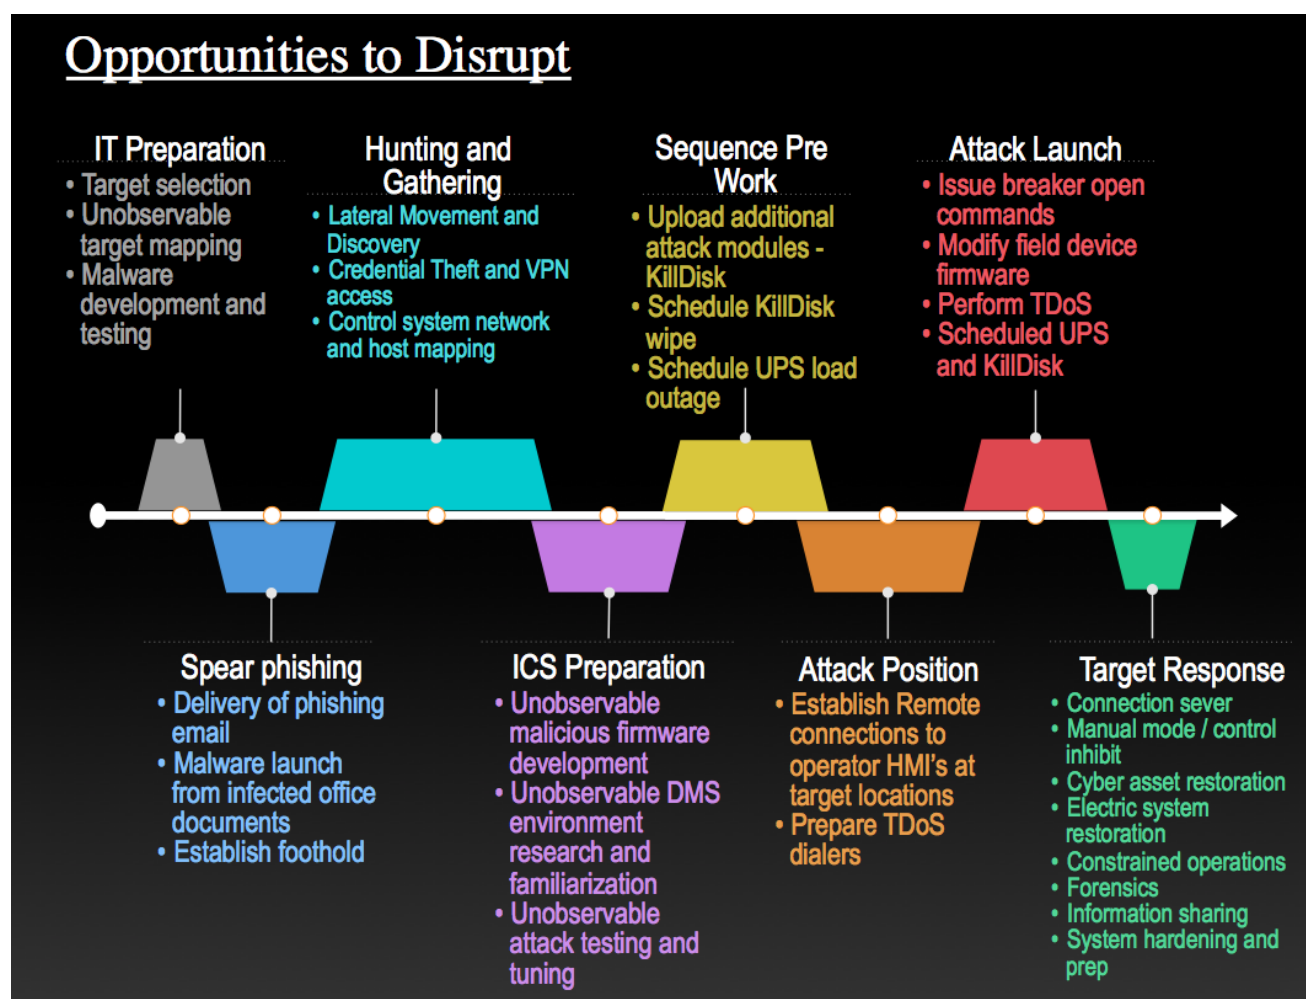 Opportunities to Disrupt
IT Preparation
• Target selection
• Unobservable
target mapping
• Malware
development and
testing
Hunting and
Gathering
• Lateral Movement and
Discovery
• Credential Theft and VPN
access
• Control system network
and host mapping
Sequence Pre
Work
• Upload additional
attack modules -
KillDisk
• Schedule KillDisk
wipe
• Schedule UPS load
outage
Attack Launch
• Issue breaker open
commands
• Modify field device
firmware
• Perform TDoS
• Scheduled UPS
and KillDisk
Spear phishing
• Delivery of phishing
email
• Malware launch
from infected office
documents
• Establish foothold
ICS Preparation
• Unobservable
malicious firmware
development
• Unobservable DMS
environment
research and
familiarization
• Unobservable
attack testing and
tuning
Attack Position
• Establish Remote
connections to
operator HMI's at
target locations
• Prepare TDoS
dialers
Target Response
• Connection sever
• Manual mode / control
inhibit
• Cyber asset restoration
• Electric system
restoration
• Constrained operations
• Forensics
• Information sharing
• System hardening and
prep